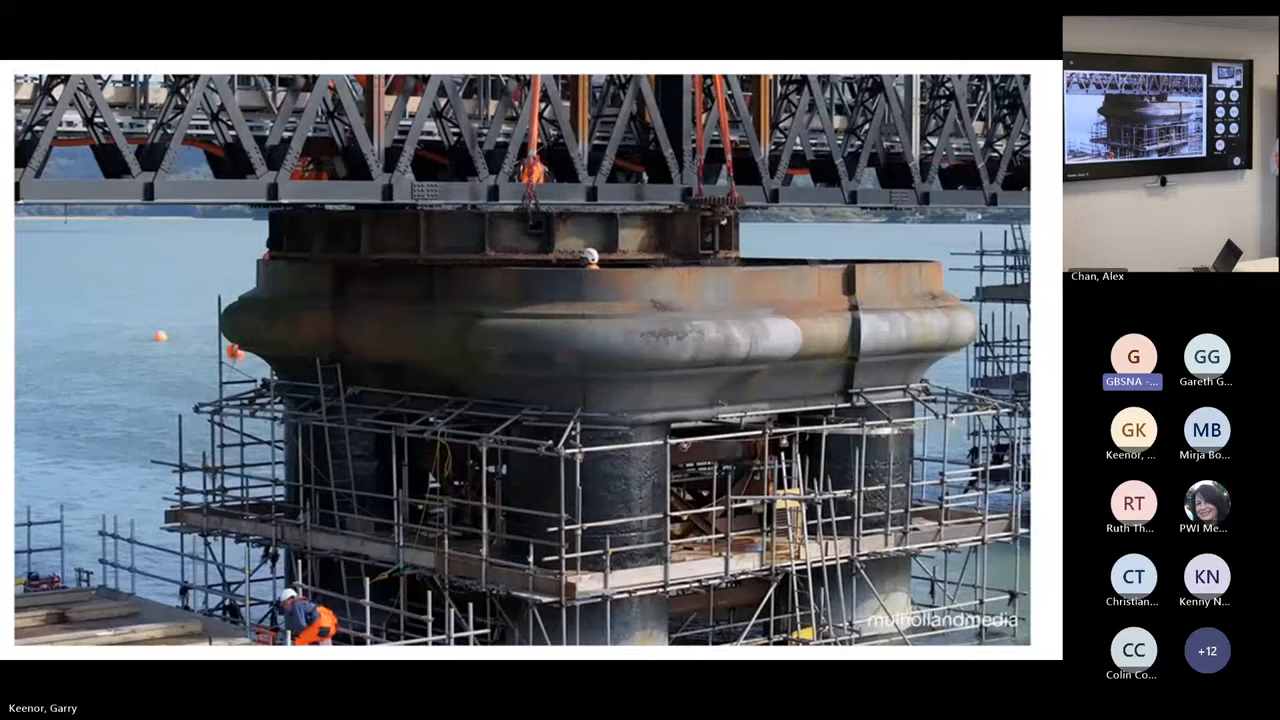 Chan, Alex
G
GG
GBSNA -...
Gareth G...
GK
MB
Keenor, ...
Mirja Bo...
RT
Ruth Th...
PWI Me...
CT
KN
Christian...
Kenny N...
mulhollandmedia
CC
+12
Colin Co...
Keenor, Garry